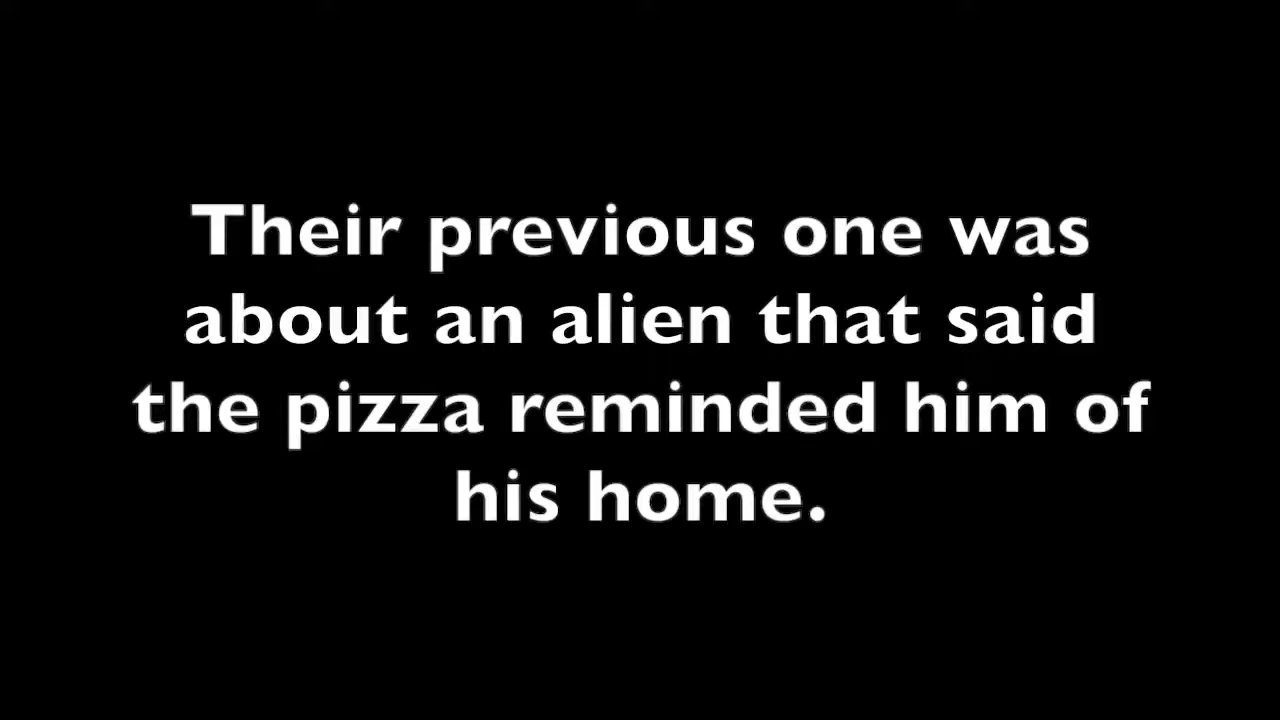 Their previous one was
about an alien that said
the pizza reminded him of
his home.